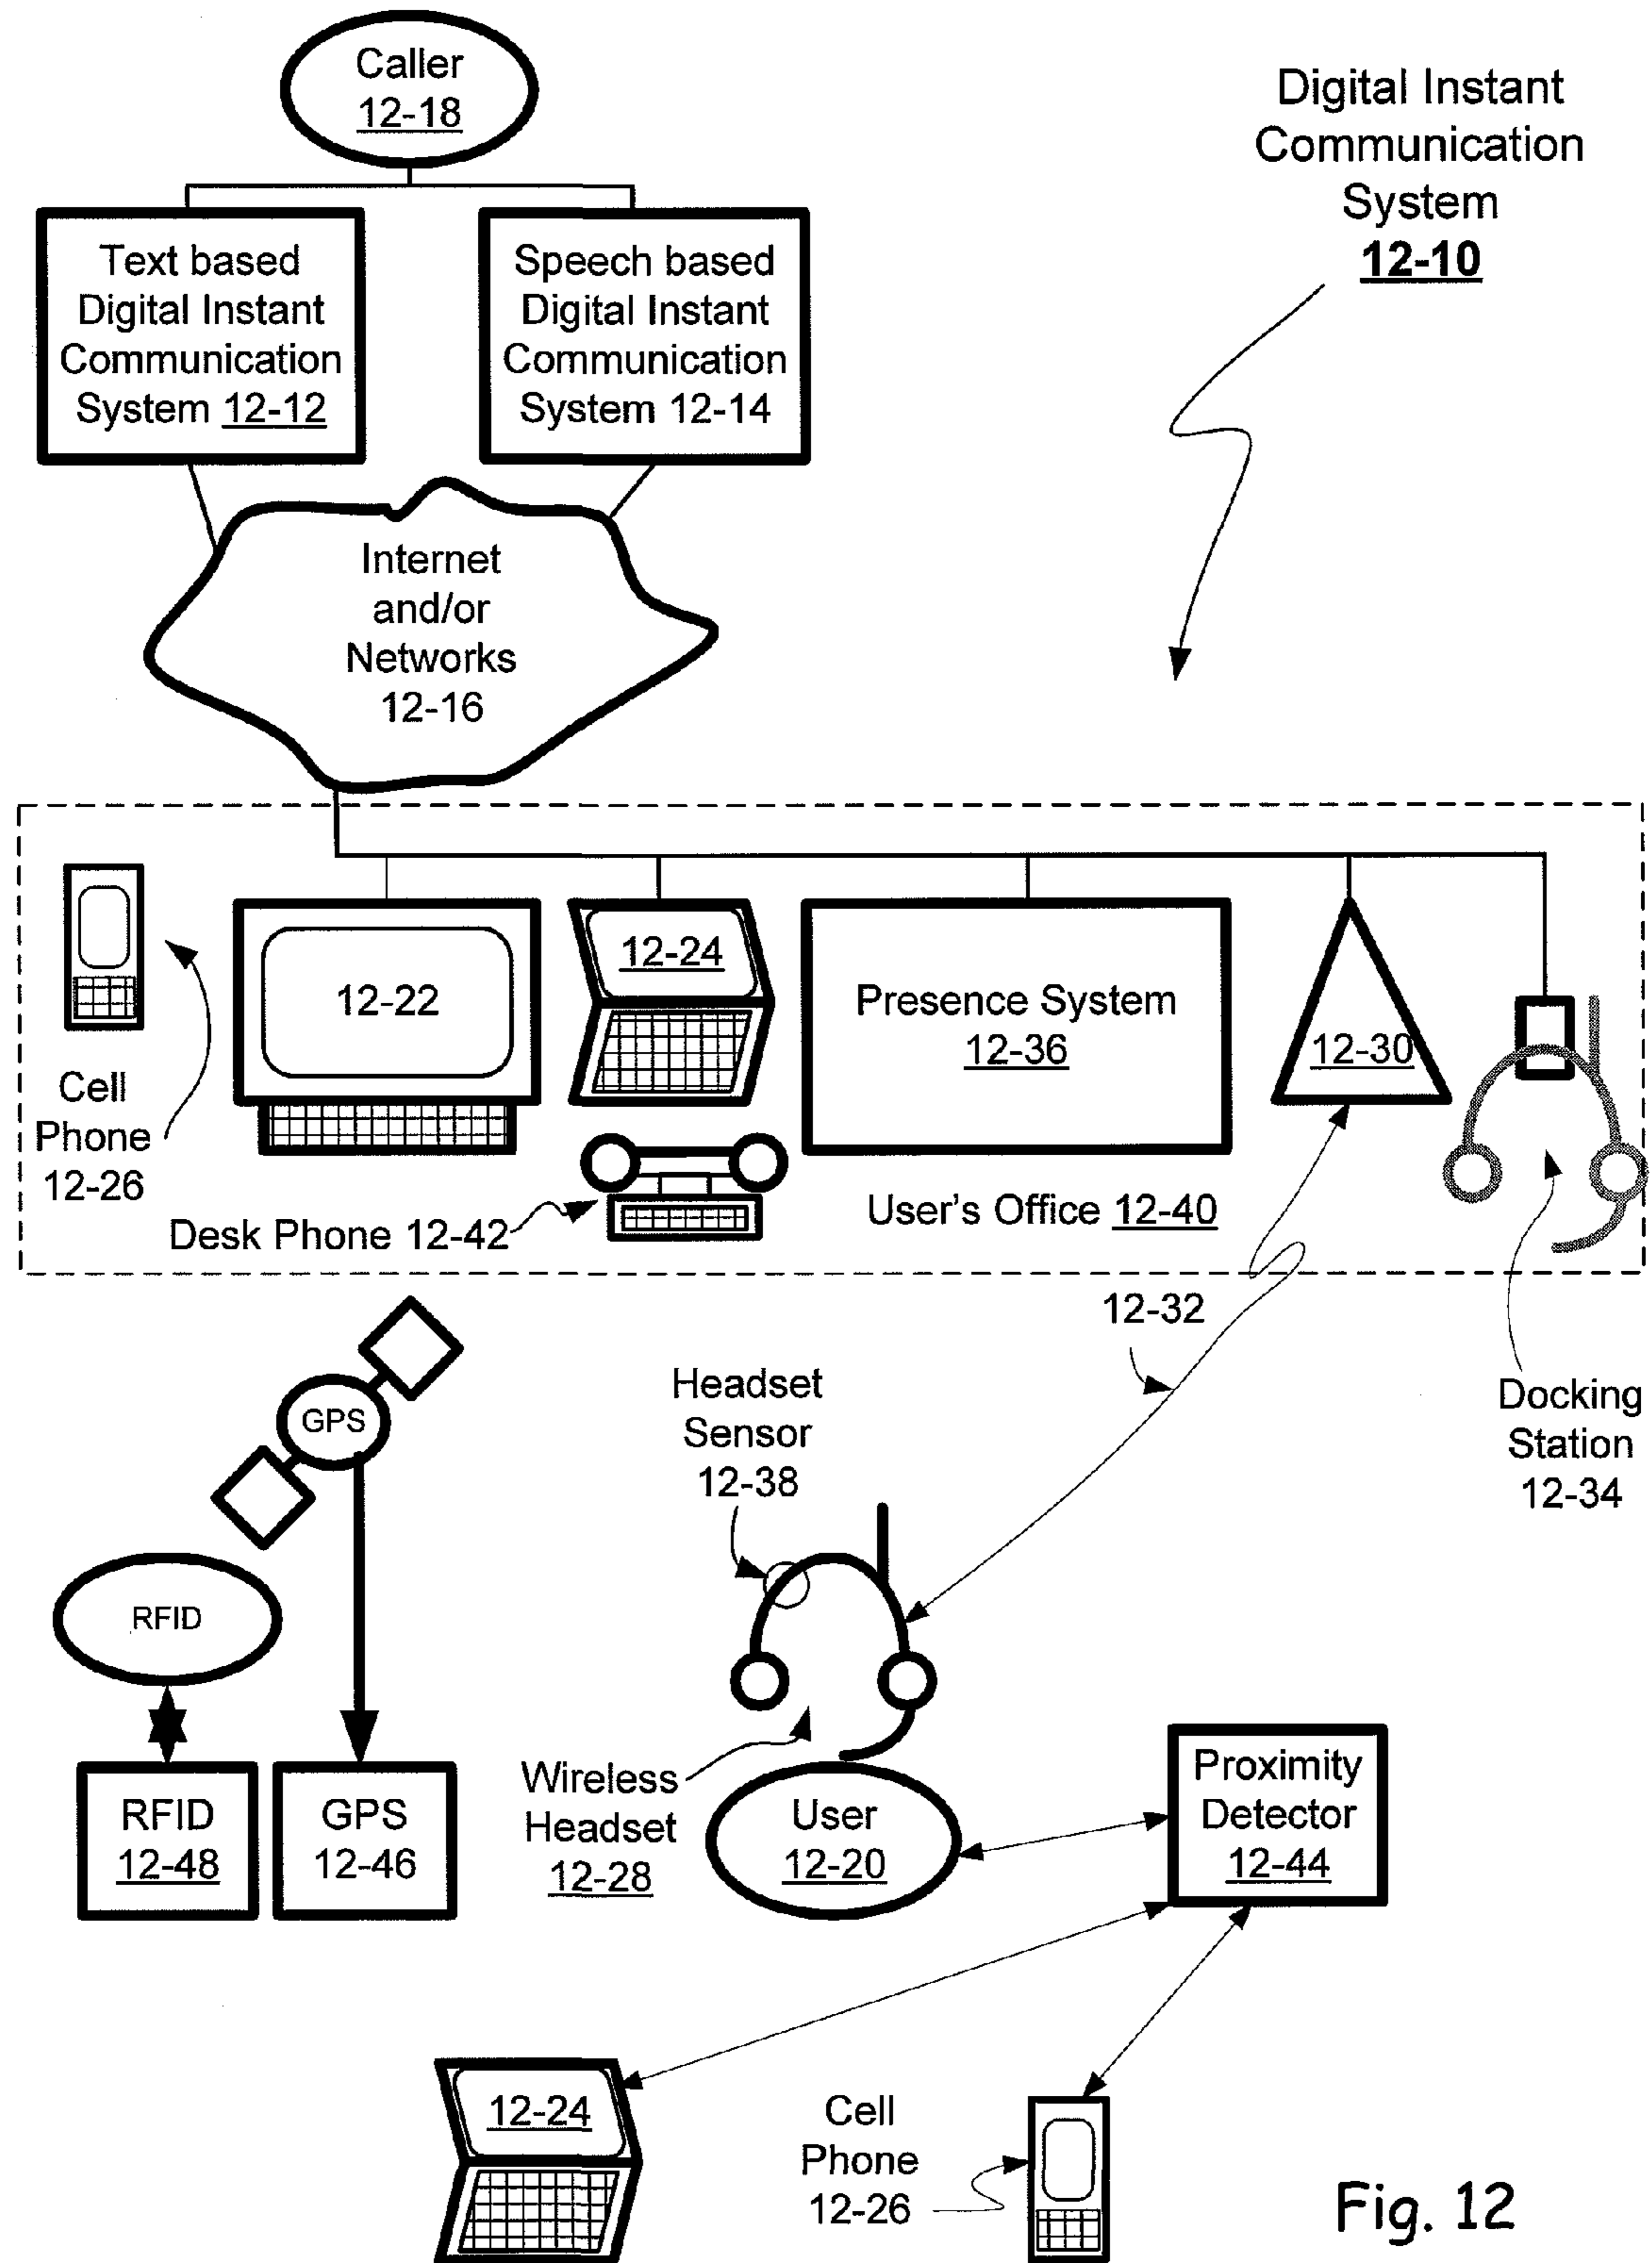 Caller
12-18
Digital Instant
Communication
System
12-10
Text based
Digital Instant
Communication
System 12-12
Speech based
Digital Instant
Communication
System 12-14
Internet
and/or
Networks
12-16
Cell
Phone
12-26
12-22
12-24
Presence System
12-36
12-30
Desk Phone 12-42
User's Office 12-40
12-32
Docking
Station
12-34
GPS
Headset
Sensor
12-38
RFID
RFID
12-48
GPS
12-46
Wireless
Headset
12-28
User
12-20
Proximity
Detector
12-44
12-24
Cell
Phone
12-26
Fig. 12